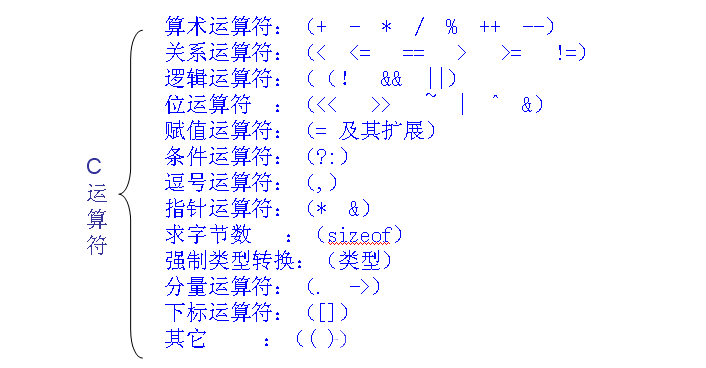 算术运算符：（+ - * / % ++ --）
关系运算符：（< <= == > >= !=）
逻辑运算符：（（! && ||）
位运算符 ：（<< >> ~ | ^ &）
赋值运算符：（= 及其扩展）
条件运算符：（?:）
逗号运算符：（,）
指针运算符：（* &）
求字节数 ：（sizeof）
强制类型转换：（类型）
分量运算符：（. ->）
下标运算符：（[]）
其它 ：（( )）
C
运
算
符